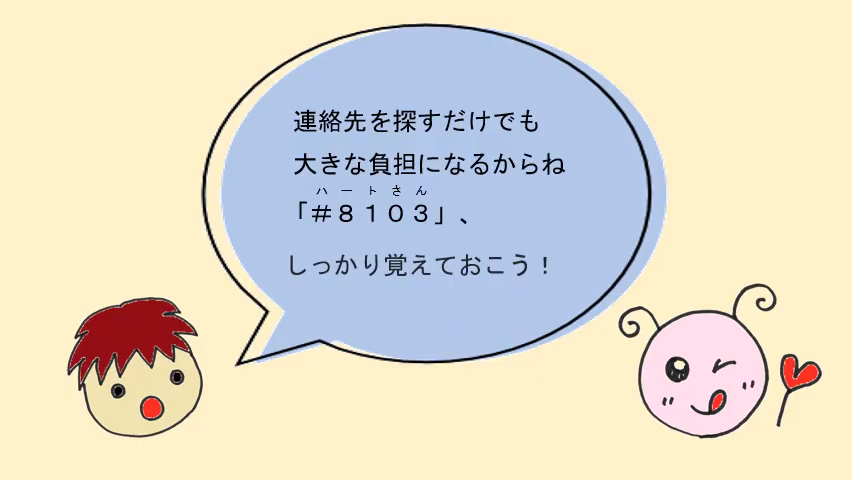 連絡先を探すだけでも
大きな負担になるからね
ハートさん
「＃８１０３」、
しっかり覚えておこう！